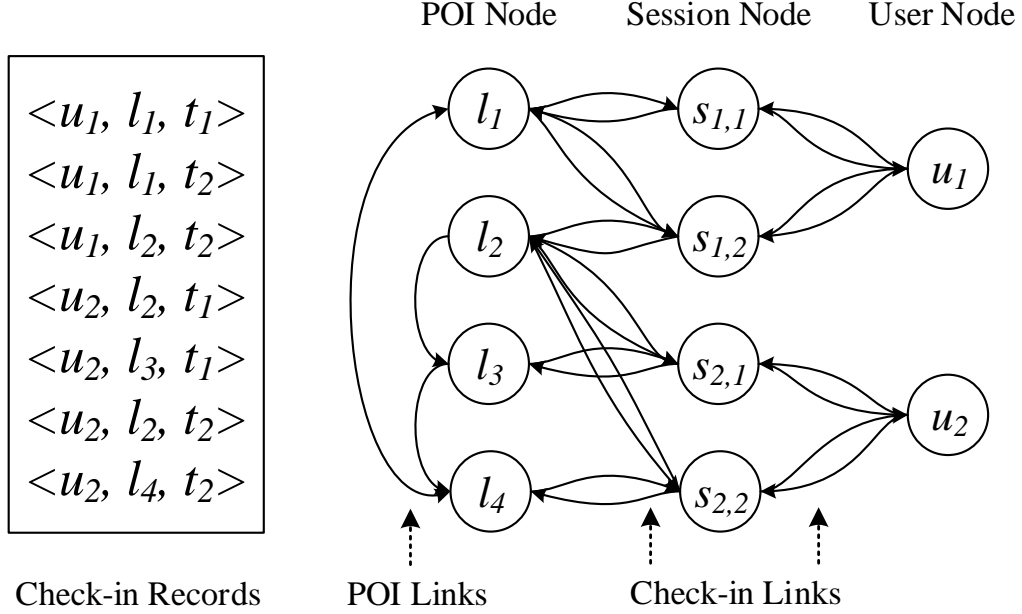 POI Node Session Node User Node
<u1, l1, t1>
<u1, l1, t2>
<u1, l2, t2>
<u2, l2, t1>
<u2, l3, t1>
<u2, l2, t2>
<u2, l4, t2>
l1 s1,1
u1
l2 s1,2
l3 s2,1
u2
l4 s2,2
Check-in Records POI Links Check-in Links